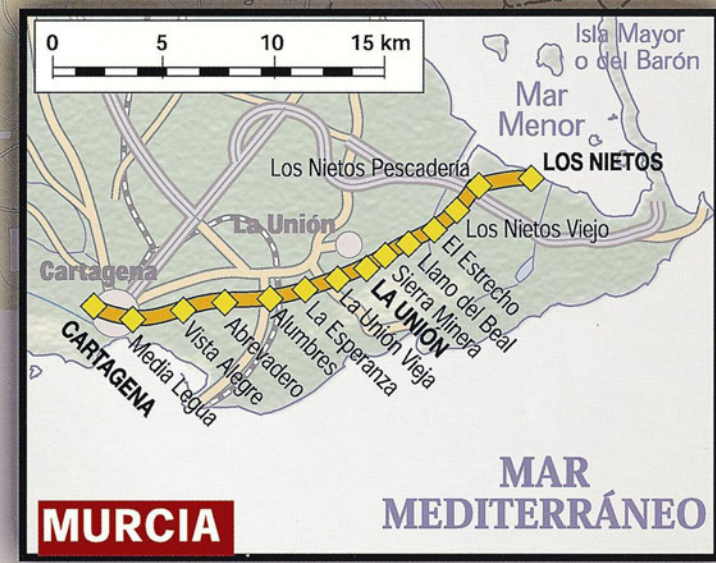 0 5 10 15 km
Isla Mayor
o del Barón
Mar
Menor
Los Nietos Pescadería
LOS NIETOS
La Unión
Los Nietos Viejo
Cartagena
El Estrecho
Llano del Beal
Sierra Minera
LA UNION
La Unión Vieja
La Esperanza
Alumbres
Abrevadero
Vista Alegre
Media Legua
CARTAGENA
MAR
MEDITERRÁNEO
MURCIA